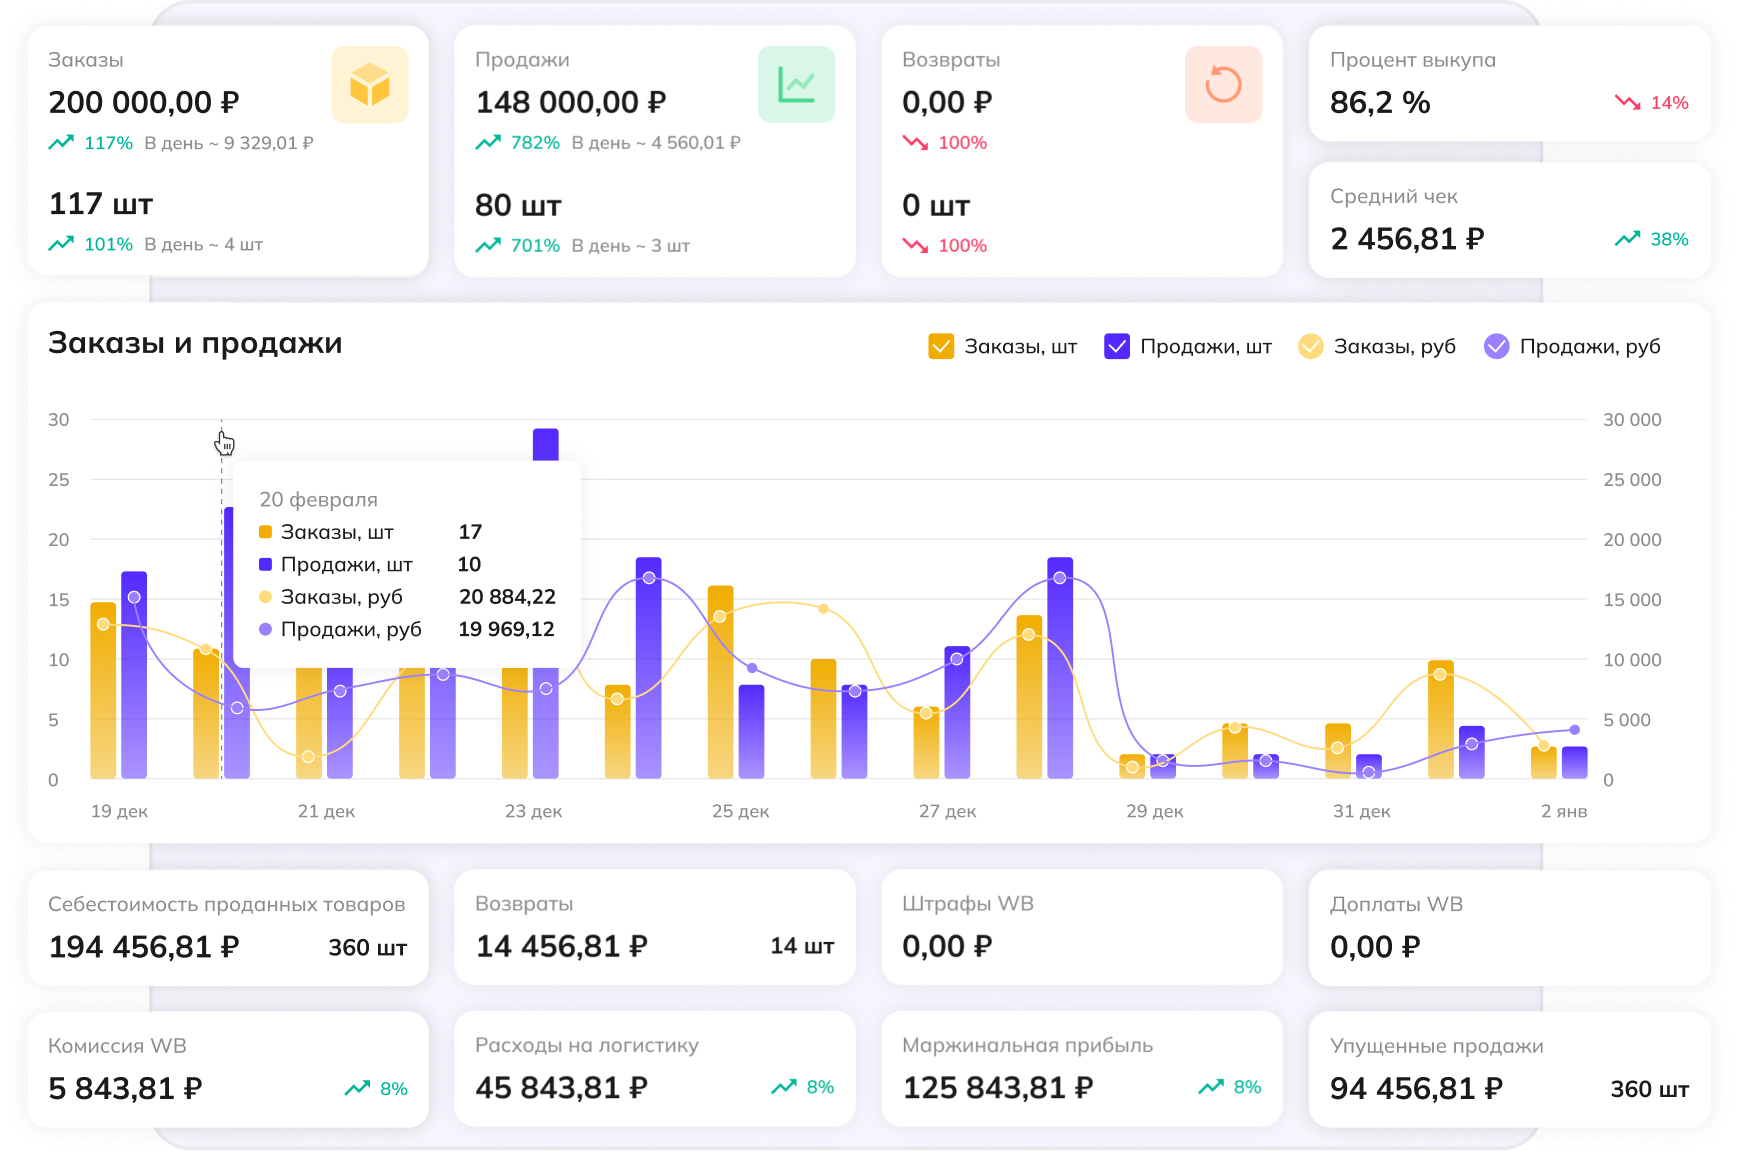 Заказы
200 000,00 ₽
117% В день ~ 9 329,01 ₽
117 шт
101% В день ~ 4 шт
Продажи
148 000,00 ₽
782% В день ~ 4 560,01 ₽
80 шт
701% В день ~ 3 шт
Возвраты
0,00 ₽
100%
0 шт
100%
Процент выкупа
86,2 % 14%
Средний чек
2 456,81 ₽ 38%
Заказы и продажи
Заказы, шт Продажи, шт Заказы, руб Продажи, руб
30 30 000
25 25 000
20 20 000
15 15 000
10 10 000
5 5 000
0 0
20 февраля
Заказы, шт 17
Продажи, шт 10
Заказы, руб 20 884,22
Продажи, руб 19 969,12
19 дек 21 дек 23 дек 25 дек 27 дек 29 дек 31 дек 2 янв
Себестоимость проданных товаров
194 456,81 ₽ 360 шт
Возвраты
14 456,81 ₽ 14 шт
Штрафы WB
0,00 ₽
Доплаты WB
0,00 ₽
Комиссия WB
5 843,81 ₽ 8%
Расходы на логистику
45 843,81 ₽ 8%
Маржинальная прибыль
125 843,81 ₽ 8%
Упущенные продажи
94 456,81 ₽ 360 шт